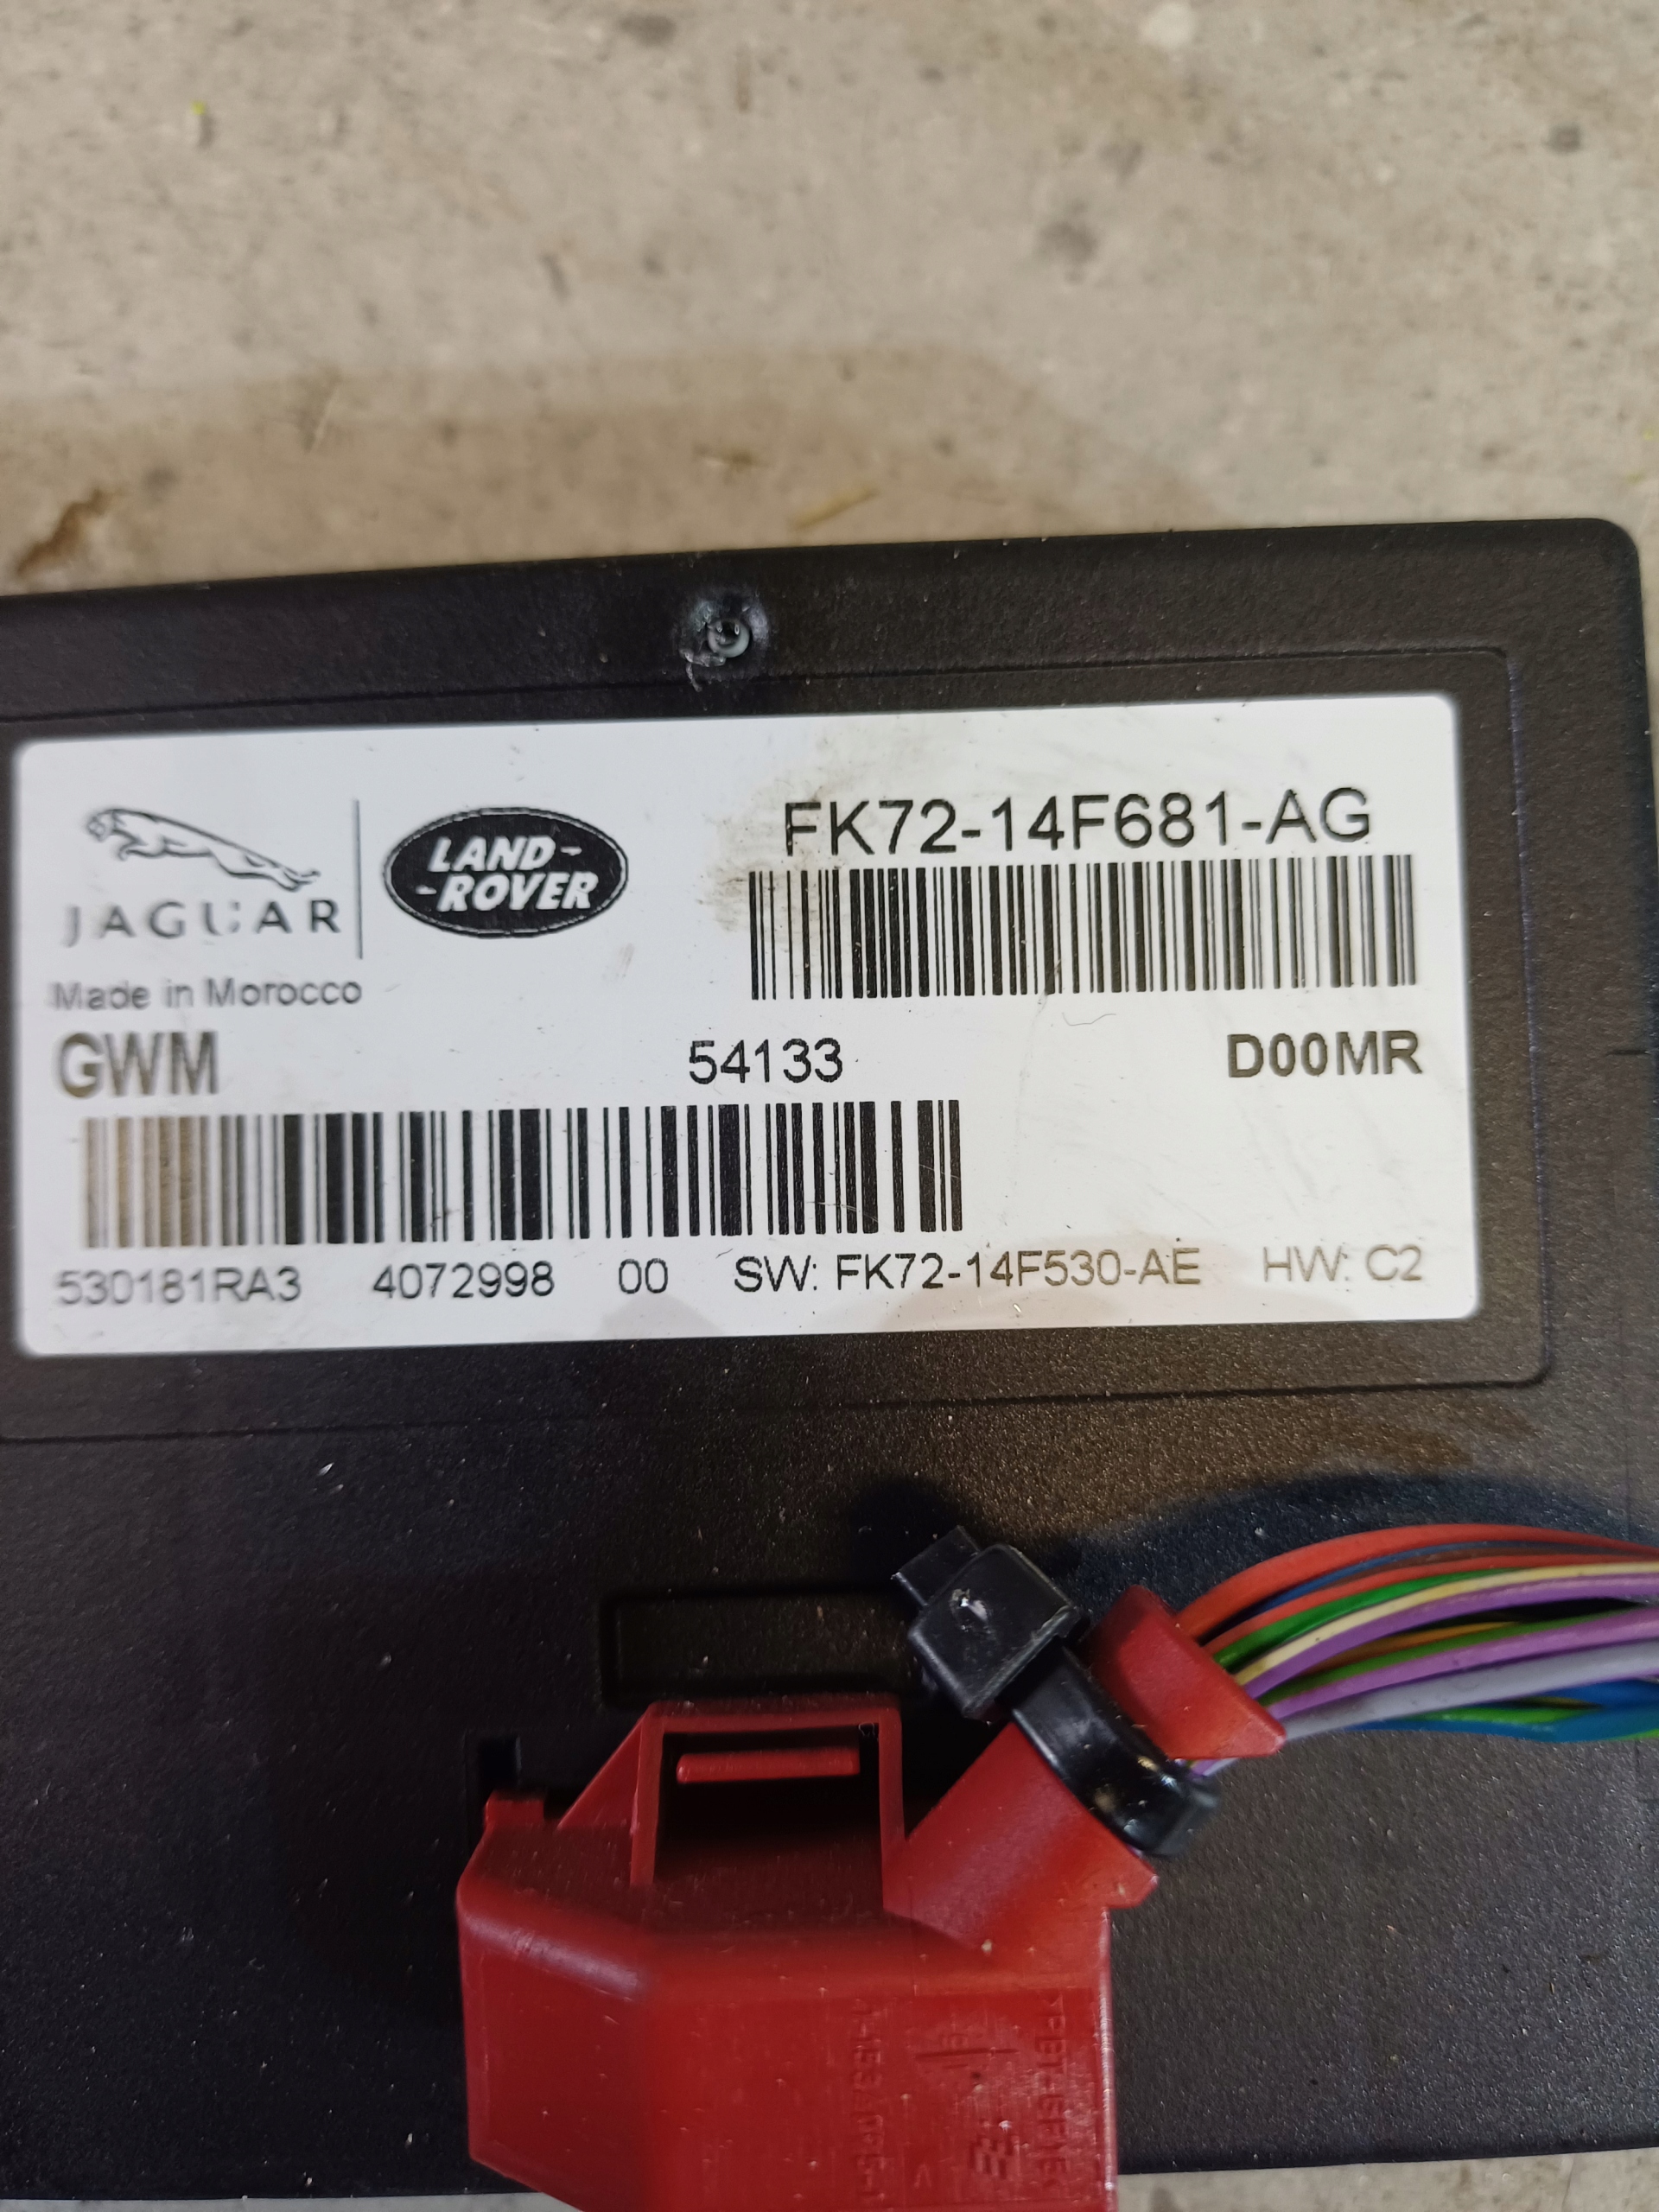 FK72-14F681-AG
JAGUAR
LAND-
-ROVER
Made in Morocco
GWM 54133 D00MR
530181RA3 4072998 00 SW: FK72-14F530-AE HW: C2